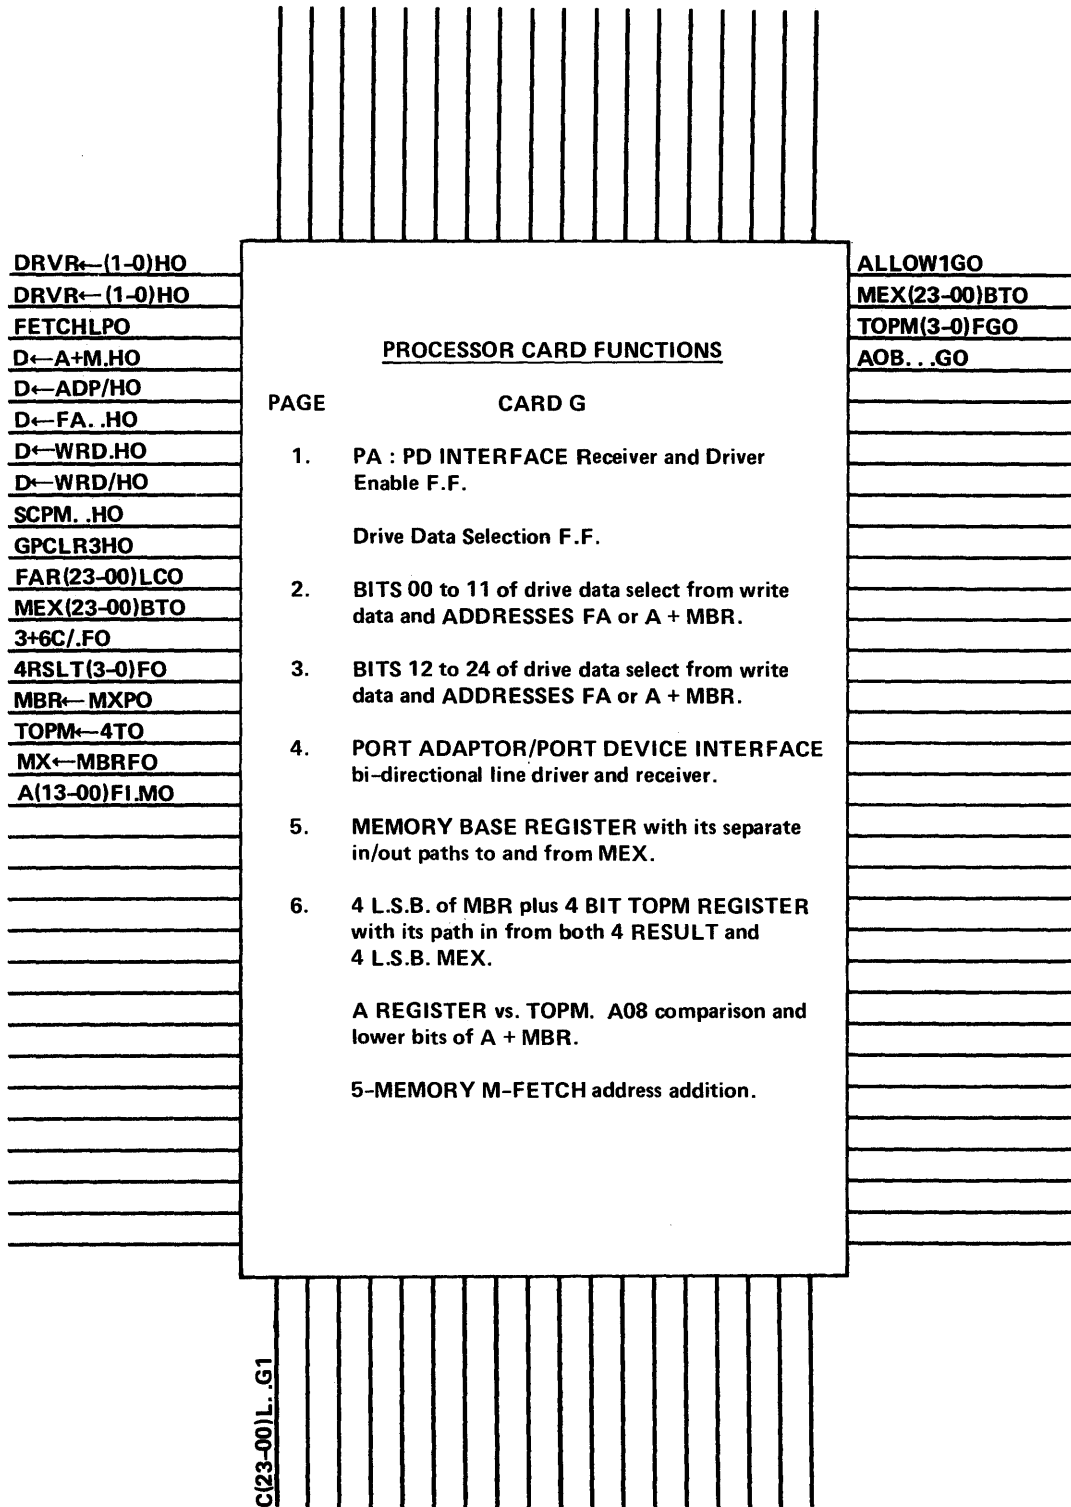 DRVR←(1-0)HO
DRVR←(1-0)HO
FETCHLPO
D←A+M.HO
D←ADP/HO
D←FA. .HO
D←WRD.HO
D←WRD/HO
SCPM. .HO
GPCLR3HO
FAR(23-00)LCO
MEX(23-00)BTO
3+6C/.FO
4RSLT(3-0)FO
MBR←MXPO
TOPM←4TO
MX←MBRFO
A(13-00)FI.MO
PROCESSOR CARD FUNCTIONS
PAGE CARD G
1. PA : PD INTERFACE Receiver and Driver
Enable F.F.
Drive Data Selection F.F.
2. BITS 00 to 11 of drive data select from write
data and ADDRESSES FA or A + MBR.
3. BITS 12 to 24 of drive data select from write
data and ADDRESSES FA or A + MBR.
4. PORT ADAPTOR/PORT DEVICE INTERFACE
bi-directional line driver and receiver.
5. MEMORY BASE REGISTER with its separate
in/out paths to and from MEX.
6. 4 L.S.B. of MBR plus 4 BIT TOPM REGISTER
with its path in from both 4 RESULT and
4 L.S.B. MEX.
A REGISTER vs. TOPM. A08 comparison and
lower bits of A + MBR.
5-MEMORY M-FETCH address addition.
ALLOW1GO
MEX(23-00)BTO
TOPM(3-0)FGO
AOB. . .GO
C(23-00)L. .G1